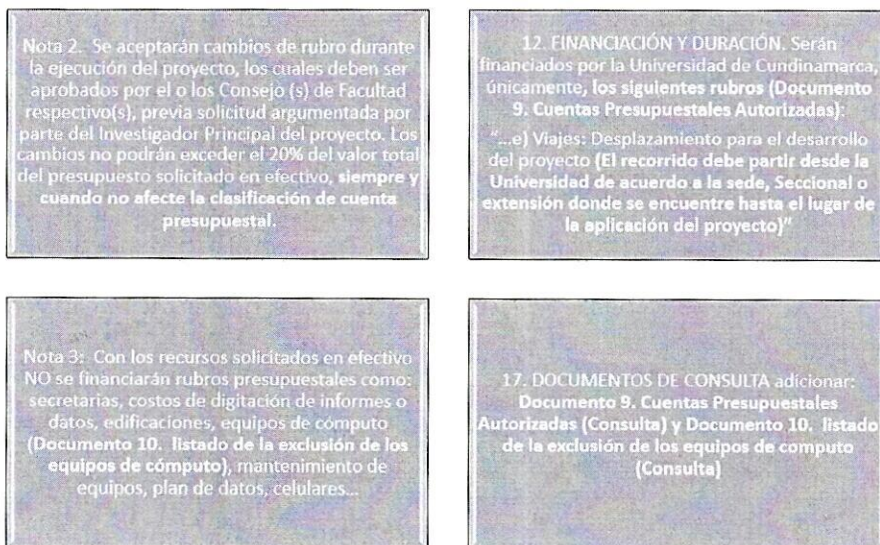 Nota 2. Se aceptarán cambios de rubro durante
la ejecución del proyecto, los cuales deben ser
aprobados por el o los Consejo (s) de Facultad
respectivo(s), previa solicitud argumentada por
parte del Investigador Principal del proyecto. Los
cambios no podrán exceder el 20% del valor total
del presupuesto solicitado en efectivo, siempre y
cuando no afecte la clasificación de cuenta
presupuestal.
12. FINANCIACIÓN Y DURACIÓN. Serán
financiados por la Universidad de Cundinamarca,
únicamente, los siguientes rubros (Documento
9. Cuentas Presupuestales Autorizadas):
"...e) Viajes: Desplazamiento para el desarrollo
del proyecto (El recorrido debe partir desde la
Universidad de acuerdo a la sede, Seccional o
extensión donde se encuentre hasta el lugar de
la aplicación del proyecto)"
Nota 3: Con los recursos solicitados en efectivo
NO se financiarán rubros presupuestales como:
secretarias, costos de digitación de informes o
datos, edificaciones, equipos de cómputo
(Documento 10. listado de la exclusión de los
equipos de cómputo), mantenimiento de
equipos, plan de datos, celulares...
17. DOCUMENTOS DE CONSULTA adicionar:
Documento 9. Cuentas Presupuestales
Autorizadas (Consulta) y Documento 10. listado
de la exclusión de los equipos de computo
(Consulta)